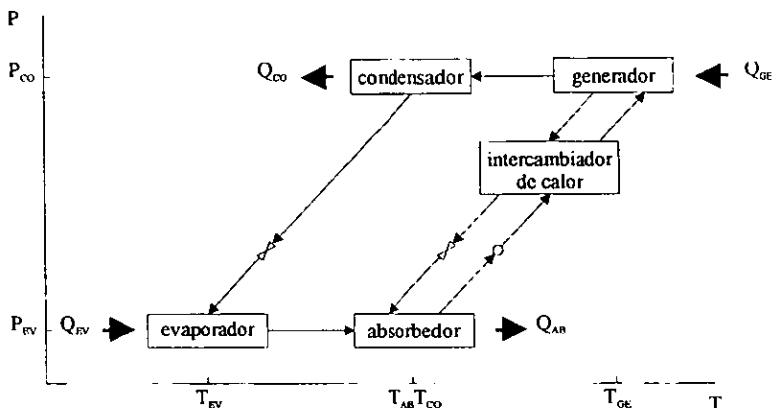 P
P_CO
Q_CO
condensador
generador
Q_GE
intercambiador
de calor
P_EV
Q_EV
evaporador
absorbedor
Q_AB
T_EV
T_AB T_CO
T_GE
T